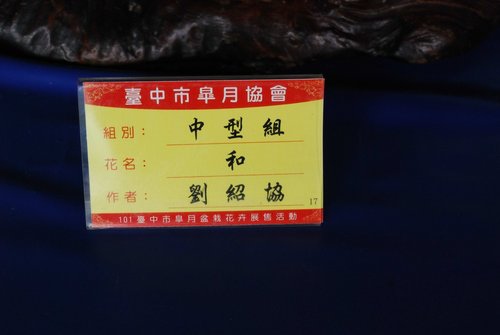 臺中市皐月協會
組別： 中型組
花名： 和
作者： 劉紹協 17
101臺中市皐月盆栽花卉展售活動